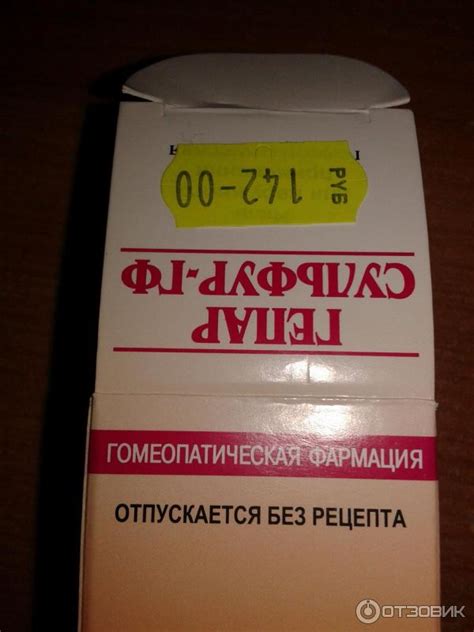 РУБ
142-00
ГЕПАР
СУЛЬФУР-ГФ
ГОМЕОПАТИЧЕСКАЯ ФАРМАЦИЯ
ОТПУСКАЕТСЯ БЕЗ РЕЦЕПТА
ОТЗОВИК